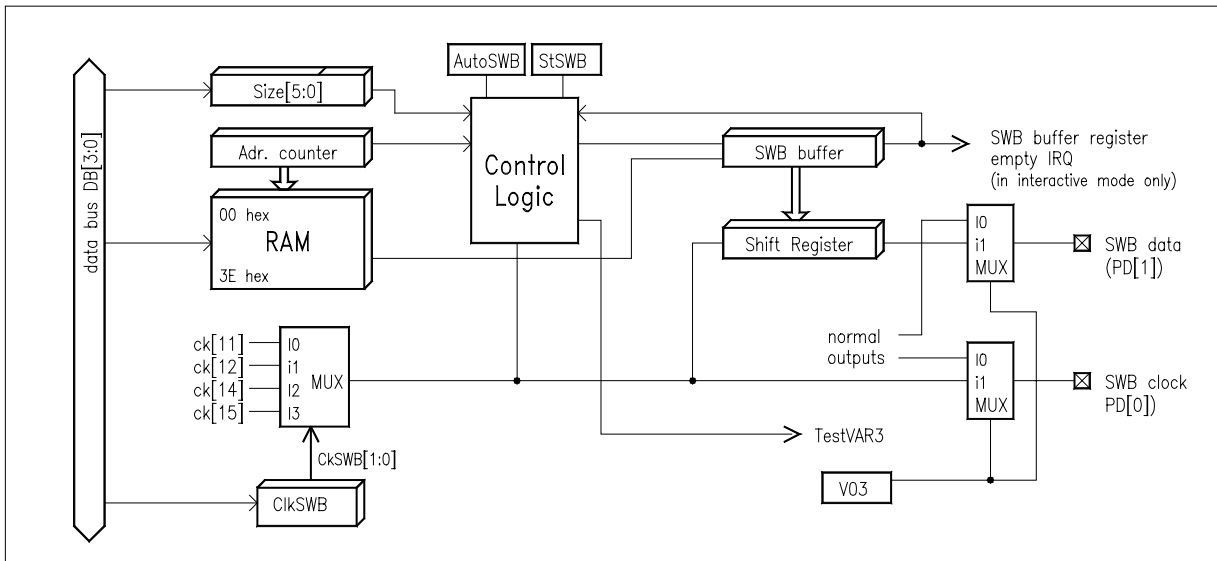 AutoSWB
StSWB
data bus DB[3:0]
Size[5:0]
Adr. counter
00 hex
RAM
3E hex
Control
Logic
SWB buffer
SWB buffer register
empty IRQ
(in interactive mode only)
Shift Register
I0
i1
MUX
SWB data
(PD[1])
normal
outputs
ck[11]
ck[12]
ck[14]
ck[15]
I0
i1
I2
I3
MUX
I0
i1
MUX
SWB clock
PD[0])
CkSWB[1:0]
TestVAR3
ClkSWB
V03